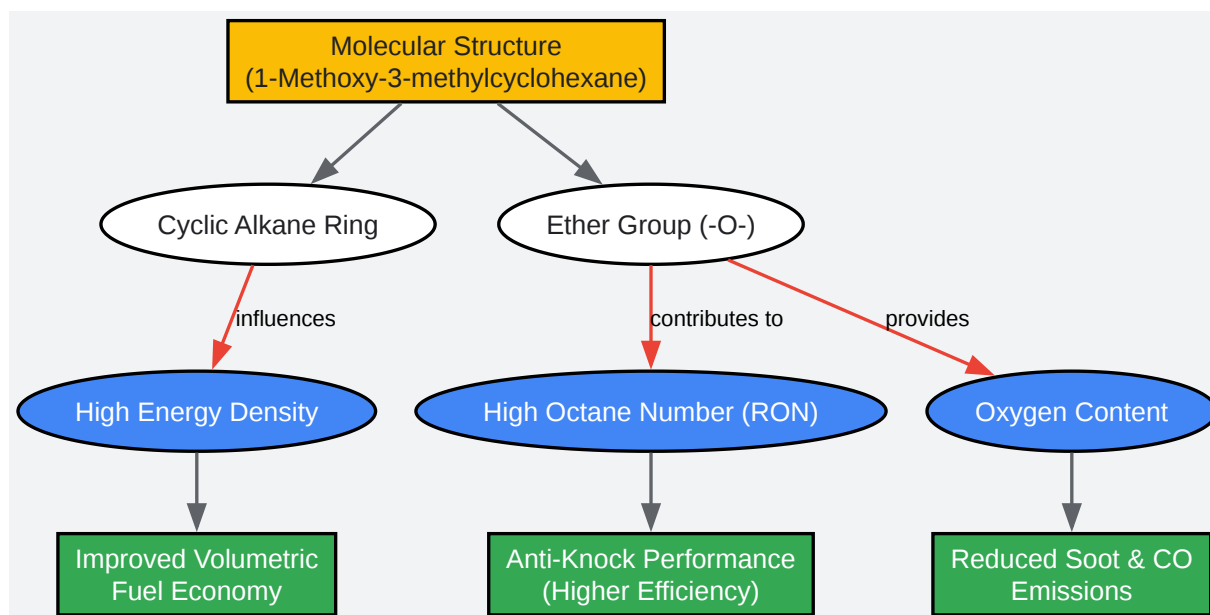 Molecular Structure
(1-Methoxy-3-methylcyclohexane)
Cyclic Alkane Ring
Ether Group (-O-)
influences
contributes to
provides
High Energy Density
High Octane Number (RON)
Oxygen Content
Improved Volumetric
Fuel Economy
Anti-Knock Performance
(Higher Efficiency)
Reduced Soot & CO
Emissions